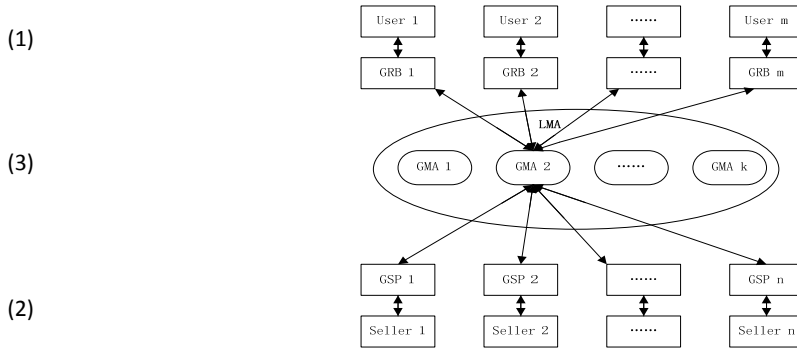 User 1 User 2 ······ User m
(1)
GRB 1 GRB 2 ······ GRB m
LMA
(3) GMA 1 GMA 2 ······ GMA k
GSP 1 GSP 2 ······ GSP n
(2)
Seller 1 Seller 2 ······ Seller n